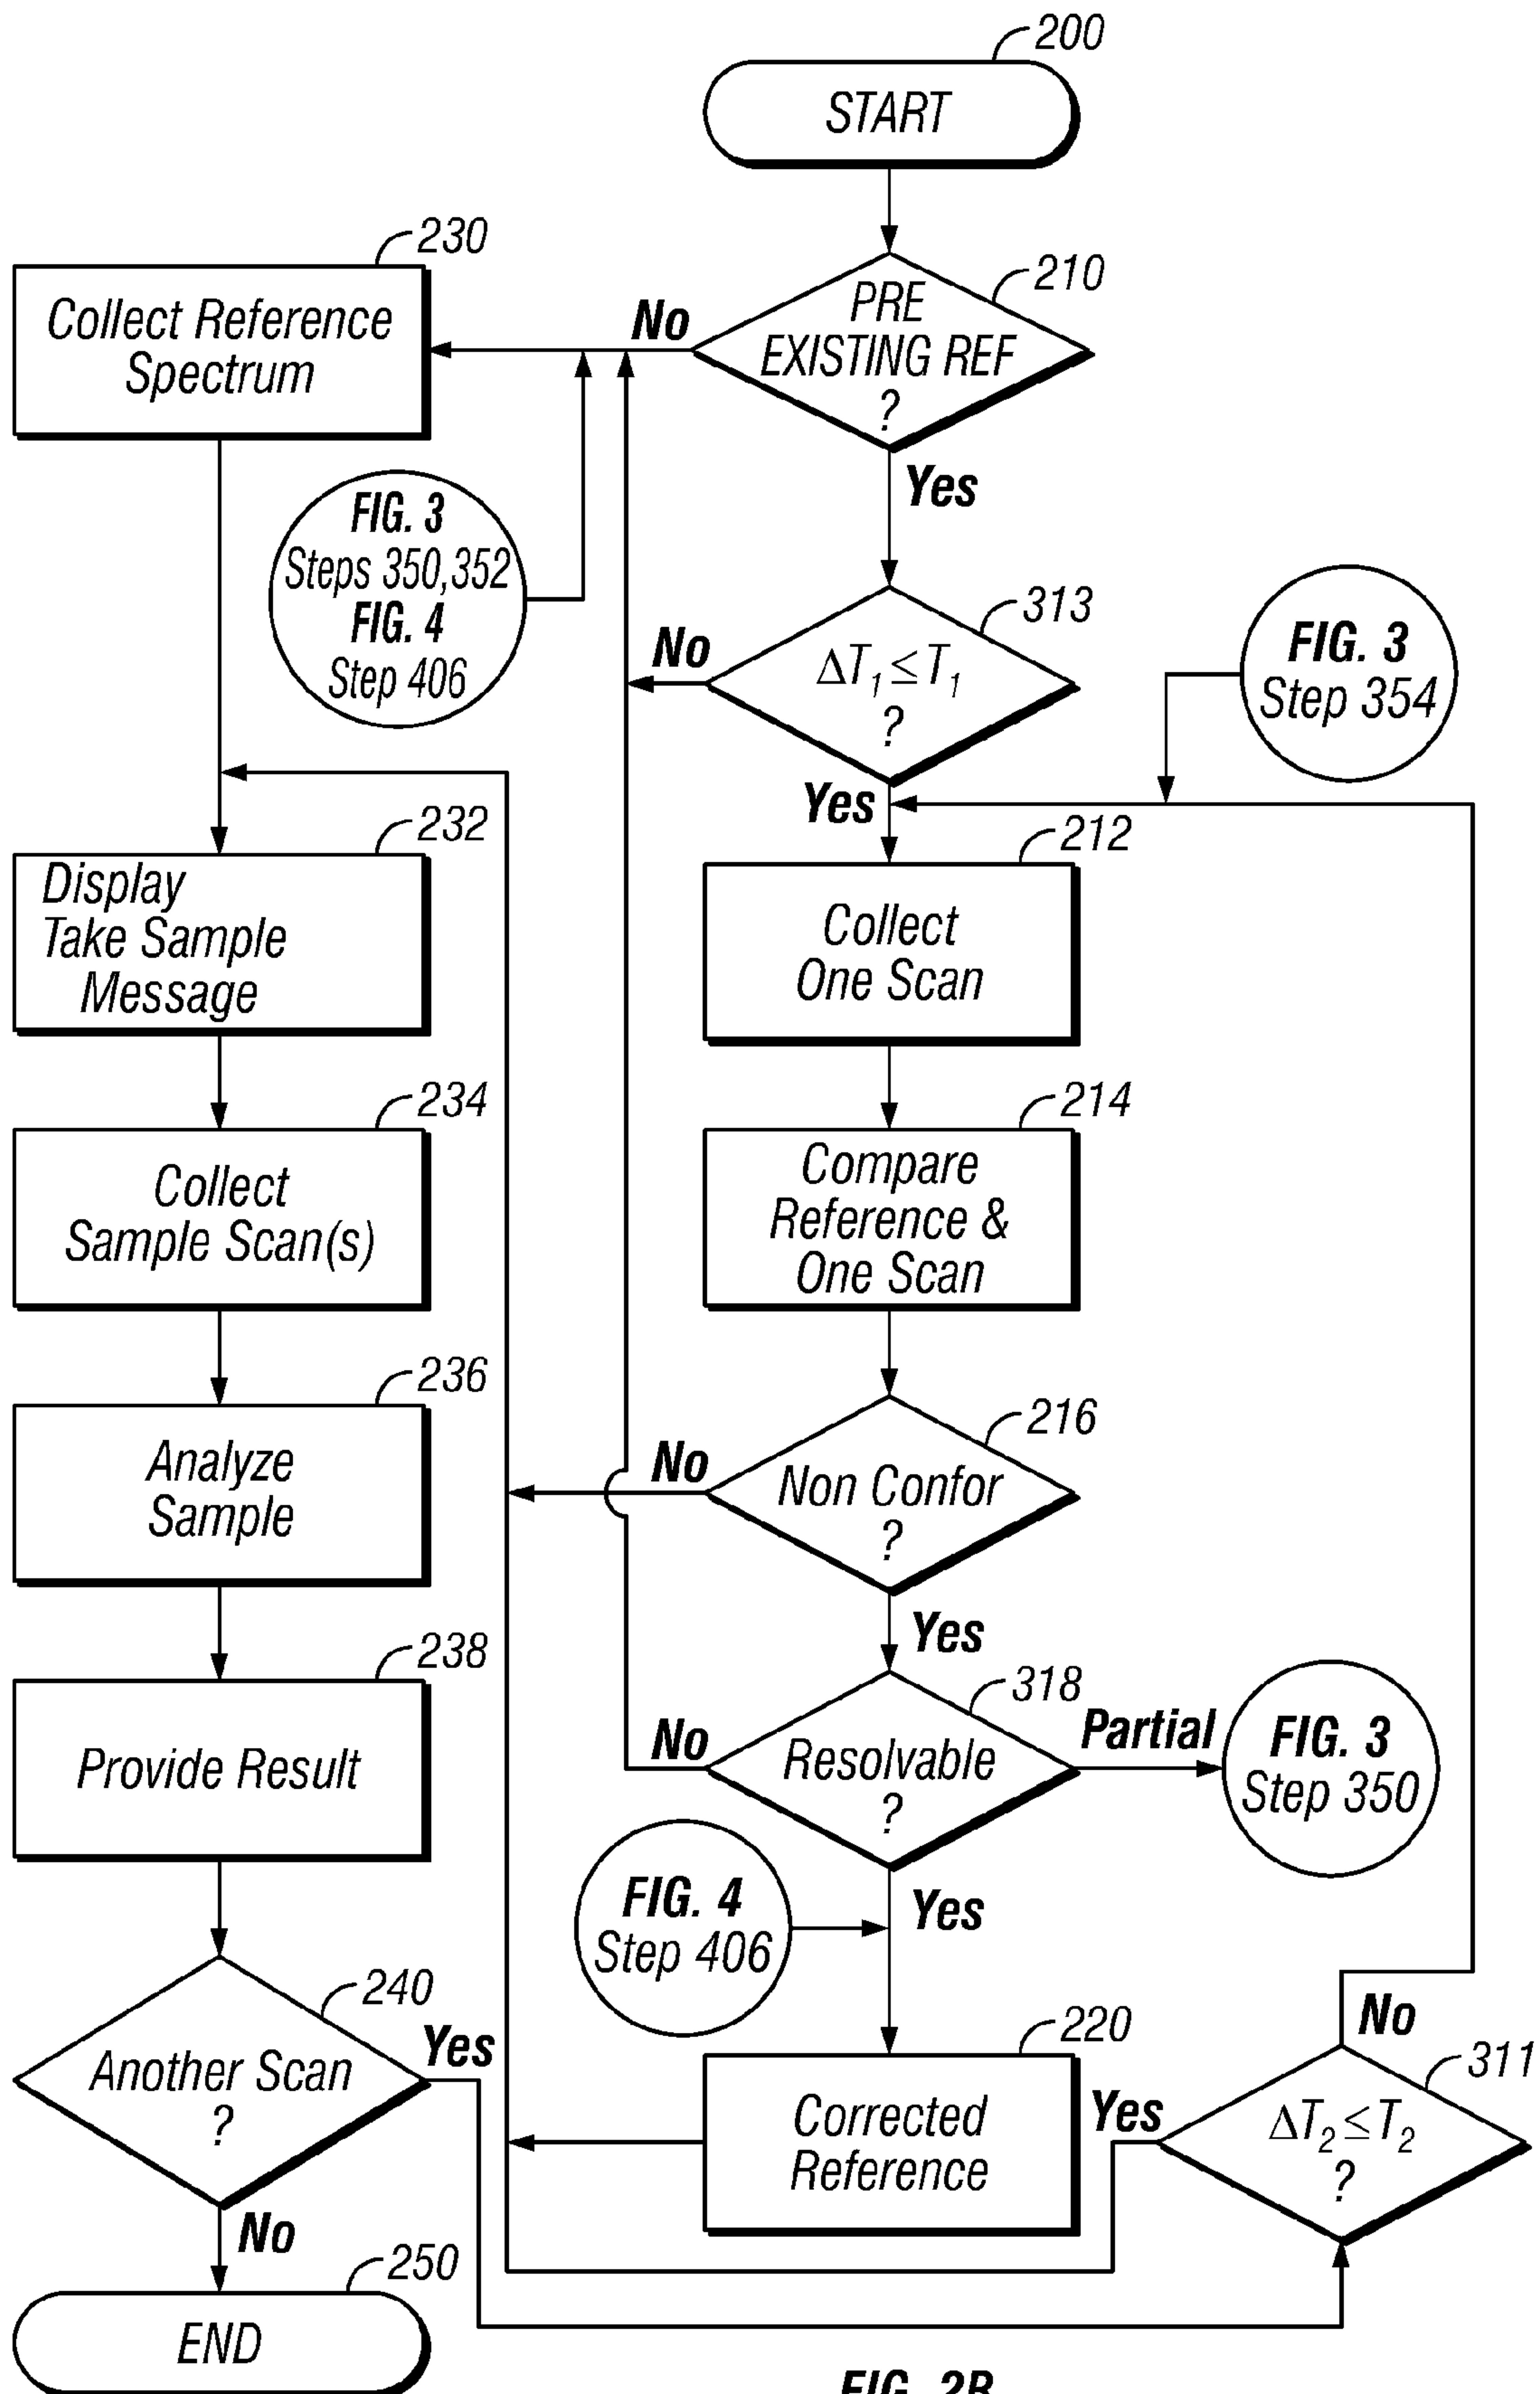 200
START
230
Collect Reference
Spectrum
No
210
PRE
EXISTING REF
?
Yes
FIG. 3
Steps 350,352
FIG. 4
Step 406
313
No
ΔT1≤T1
?
FIG. 3
Step 354
Yes
232
Display
Take Sample
Message
212
Collect
One Scan
234
Collect
Sample Scan(s)
214
Compare
Reference &
One Scan
236
Analyze
Sample
216
No
Non Confor
?
Yes
238
Provide Result
318
No
Resolvable
?
Partial
FIG. 3
Step 350
FIG. 4
Step 406
Yes
240
Another Scan
?
Yes
No
220
Corrected
Reference
No
311
Yes
ΔT2≤T2
?
250
END